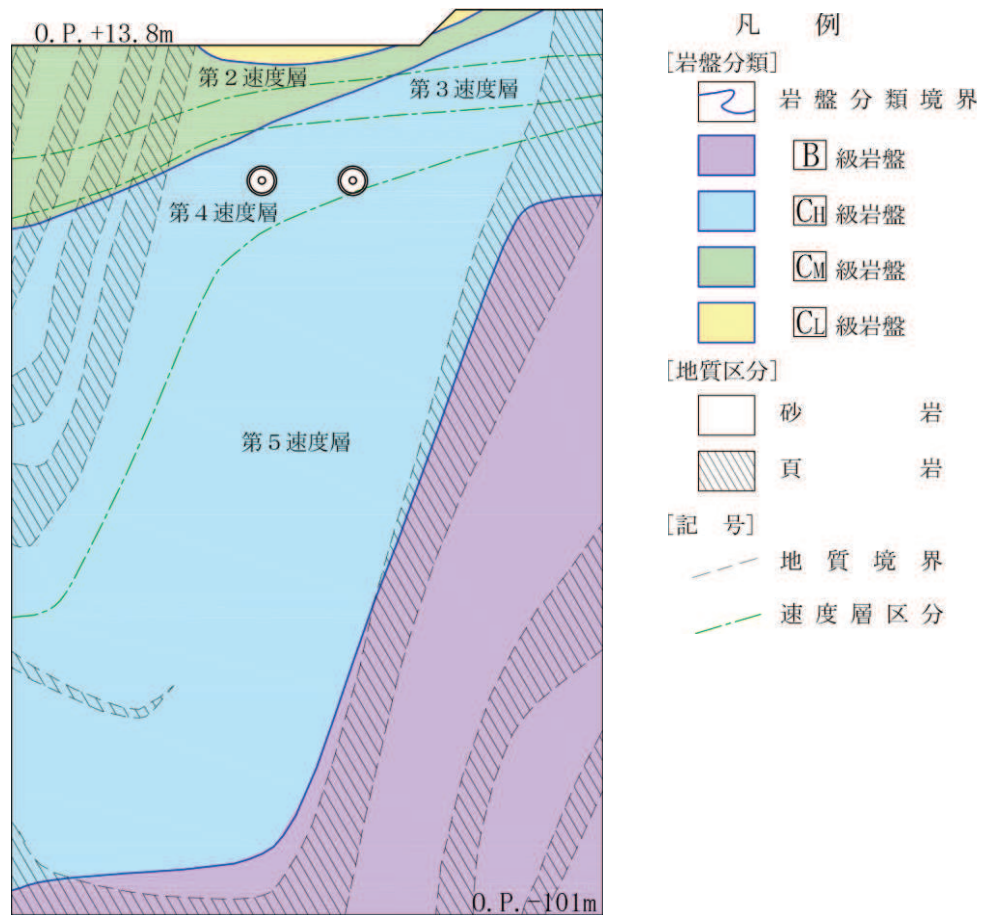 O.P.+13.8m
第2速度層
第3速度層
第4速度層
第5速度層
O.P.-101m
凡 例
[岩盤分類]
岩盤分類境界
B 級岩盤
CH 級岩盤
CM 級岩盤
CL 級岩盤
[地質区分]
砂 岩
頁 岩
[記 号]
地質境界
速度層区分